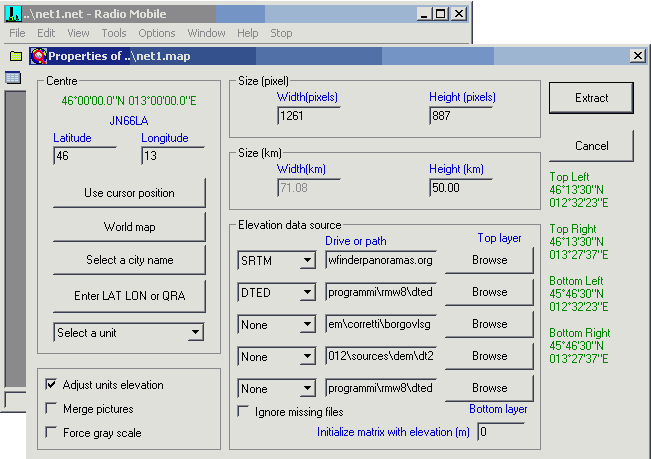 ..\net1.net - Radio Mobile
File Edit View Tools Options Window Help Stop
Properties of ..\net1.map
Centre
46°00'00.0"N 013°00'00.0"E
JN66LA
Latitude Longitude
46 13
Use cursor position
World map
Select a city name
Enter LAT LON or QRA
Select a unit
Adjust units elevation
Merge pictures
Force gray scale
Size (pixel)
Width(pixels) Height (pixels)
1261 887
Size (km)
Width(km) Height (km)
71.08 50.00
Elevation data source
Drive or path Top layer
SRTM wfinderpanoramas.org Browse
DTED programmi\rmw8\dted Browse
None em\corretti\borgovlsg Browse
None 012\sources\dem\dt2 Browse
None programmi\rmw8\dted Browse
Ignore missing files Bottom layer
Initialize matrix with elevation (m) 0
Extract
Cancel
Top Left
46°13'30"N
012°32'23"E
Top Right
46°13'30"N
013°27'37"E
Bottom Left
45°46'30"N
012°32'23"E
Bottom Right
45°46'30"N
013°27'37"E